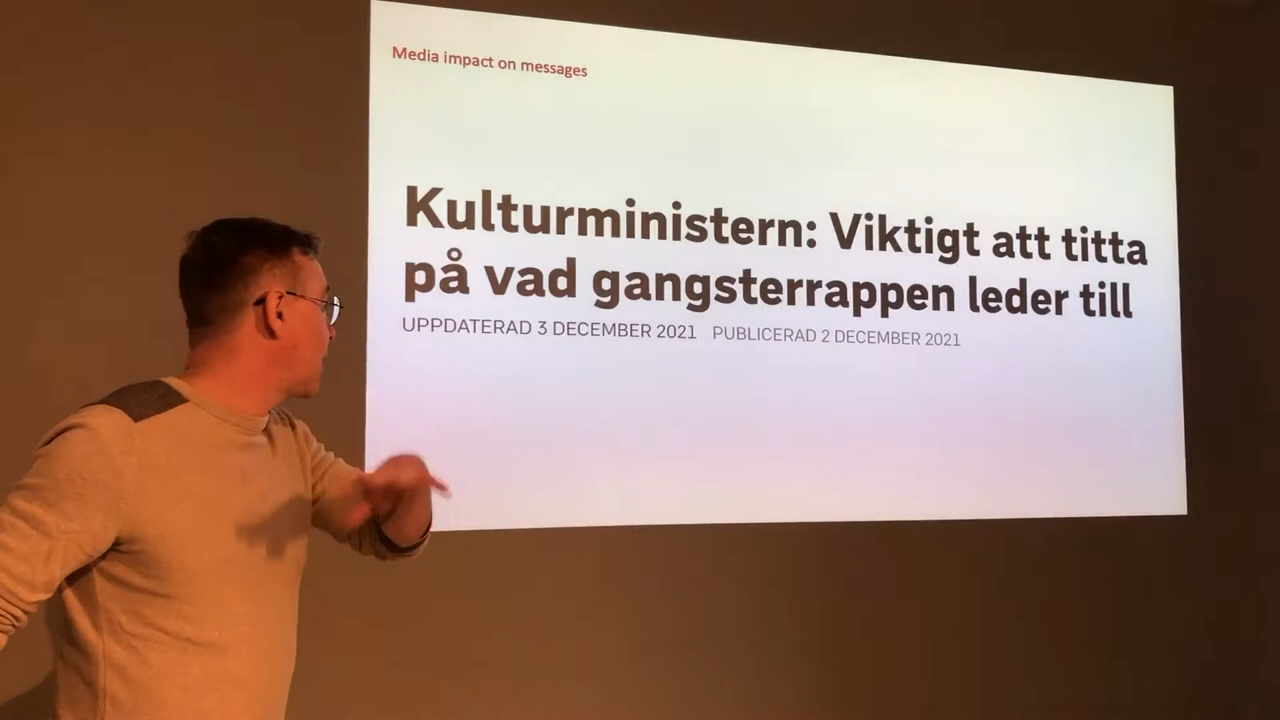 Media impact on messages
Kulturministern: Viktigt att titta
på vad gangsterrappen leder till
UPPDATERAD 3 DECEMBER 2021 PUBLICERAD 2 DECEMBER 2021